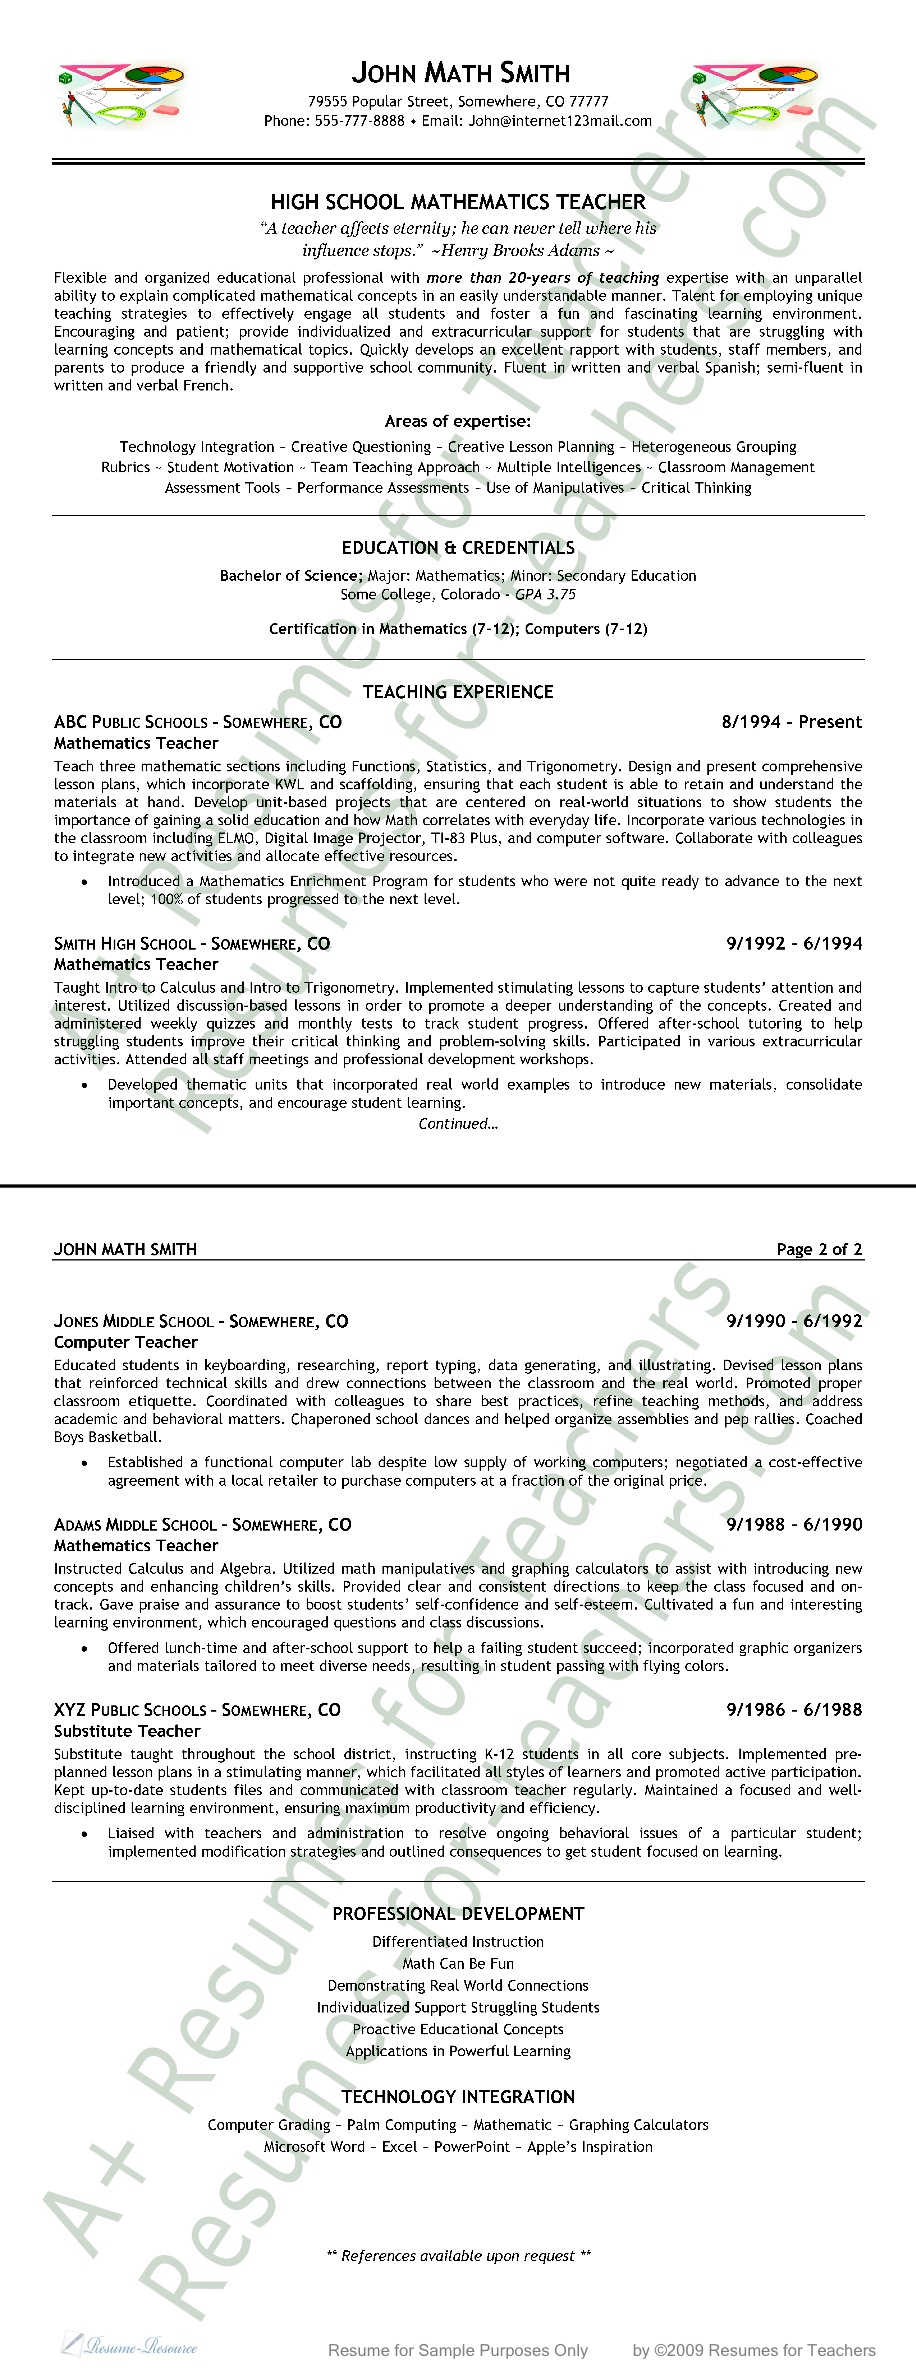 JOHN MATH SMITH
79555 Popular Street, Somewhere, CO 77777
Phone: 555-777-8888 • Email: John@internet123mail.com
HIGH SCHOOL MATHEMATICS TEACHER
“A teacher affects eternity; he can never tell where his
influence stops.” ~Henry Brooks Adams ~
Flexible and organized educational professional with more than 20-years of teaching expertise with an unparallel
ability to explain complicated mathematical concepts in an easily understandable manner. Talent for employing unique
teaching strategies to effectively engage all students and foster a fun and fascinating learning environment.
Encouraging and patient; provide individualized and extracurricular support for students that are struggling with
learning concepts and mathematical topics. Quickly develops an excellent rapport with students, staff members, and
parents to produce a friendly and supportive school community. Fluent in written and verbal Spanish; semi-fluent in
written and verbal French.
Areas of expertise:
Technology Integration ~ Creative Questioning ~ Creative Lesson Planning ~ Heterogeneous Grouping
Rubrics ~ Student Motivation ~ Team Teaching Approach ~ Multiple Intelligences ~ Classroom Management
Assessment Tools ~ Performance Assessments ~ Use of Manipulatives ~ Critical Thinking
EDUCATION & CREDENTIALS
Bachelor of Science; Major: Mathematics; Minor: Secondary Education
Some College, Colorado - GPA 3.75
Certification in Mathematics (7-12); Computers (7-12)
TEACHING EXPERIENCE
ABC PUBLIC SCHOOLS – SOMEWHERE, CO 8/1994 – Present
Mathematics Teacher
Teach three mathematic sections including Functions, Statistics, and Trigonometry. Design and present comprehensive
lesson plans, which incorporate KWL and scaffolding, ensuring that each student is able to retain and understand the
materials at hand. Develop unit-based projects that are centered on real-world situations to show students the
importance of gaining a solid education and how Math correlates with everyday life. Incorporate various technologies in
the classroom including ELMO, Digital Image Projector, TI-83 Plus, and computer software. Collaborate with colleagues
to integrate new activities and allocate effective resources.
• Introduced a Mathematics Enrichment Program for students who were not quite ready to advance to the next
level; 100% of students progressed to the next level.
SMITH HIGH SCHOOL – SOMEWHERE, CO 9/1992 – 6/1994
Mathematics Teacher
Taught Intro to Calculus and Intro to Trigonometry. Implemented stimulating lessons to capture students’ attention and
interest. Utilized discussion-based lessons in order to promote a deeper understanding of the concepts. Created and
administered weekly quizzes and monthly tests to track student progress. Offered after-school tutoring to help
struggling students improve their critical thinking and problem-solving skills. Participated in various extracurricular
activities. Attended all staff meetings and professional development workshops.
• Developed thematic units that incorporated real world examples to introduce new materials, consolidate
important concepts, and encourage student learning.
Continued…
A+ Resumes for Teachers
Resumes-for-teachers.com
JOHN MATH SMITH Page 2 of 2
JONES MIDDLE SCHOOL – SOMEWHERE, CO 9/1990 – 6/1992
Computer Teacher
Educated students in keyboarding, researching, report typing, data generating, and illustrating. Devised lesson plans
that reinforced technical skills and drew connections between the classroom and the real world. Promoted proper
classroom etiquette. Coordinated with colleagues to share best practices, refine teaching methods, and address
academic and behavioral matters. Chaperoned school dances and helped organize assemblies and pep rallies. Coached
Boys Basketball.
• Established a functional computer lab despite low supply of working computers; negotiated a cost-effective
agreement with a local retailer to purchase computers at a fraction of the original price.
ADAMS MIDDLE SCHOOL – SOMEWHERE, CO 9/1988 – 6/1990
Mathematics Teacher
Instructed Calculus and Algebra. Utilized math manipulatives and graphing calculators to assist with introducing new
concepts and enhancing children’s skills. Provided clear and consistent directions to keep the class focused and on-
track. Gave praise and assurance to boost students’ self-confidence and self-esteem. Cultivated a fun and interesting
learning environment, which encouraged questions and class discussions.
• Offered lunch-time and after-school support to help a failing student succeed; incorporated graphic organizers
and materials tailored to meet diverse needs, resulting in student passing with flying colors.
XYZ PUBLIC SCHOOLS – SOMEWHERE, CO 9/1986 – 6/1988
Substitute Teacher
Substitute taught throughout the school district, instructing K-12 students in all core subjects. Implemented pre-
planned lesson plans in a stimulating manner, which facilitated all styles of learners and promoted active participation.
Kept up-to-date students files and communicated with classroom teacher regularly. Maintained a focused and well-
disciplined learning environment, ensuring maximum productivity and efficiency.
• Liaised with teachers and administration to resolve ongoing behavioral issues of a particular student;
implemented modification strategies and outlined consequences to get student focused on learning.
PROFESSIONAL DEVELOPMENT
Differentiated Instruction
Math Can Be Fun
Demonstrating Real World Connections
Individualized Support Struggling Students
Proactive Educational Concepts
Applications in Powerful Learning
TECHNOLOGY INTEGRATION
Computer Grading ~ Palm Computing ~ Mathematic ~ Graphing Calculators
Microsoft Word ~ Excel ~ PowerPoint ~ Apple’s Inspiration
** References available upon request **
A+ Resumes for Teachers
Resumes-for-teachers.com
Resume-Resource
Resume for Sample Purposes Only by ©2009 Resumes for Teachers